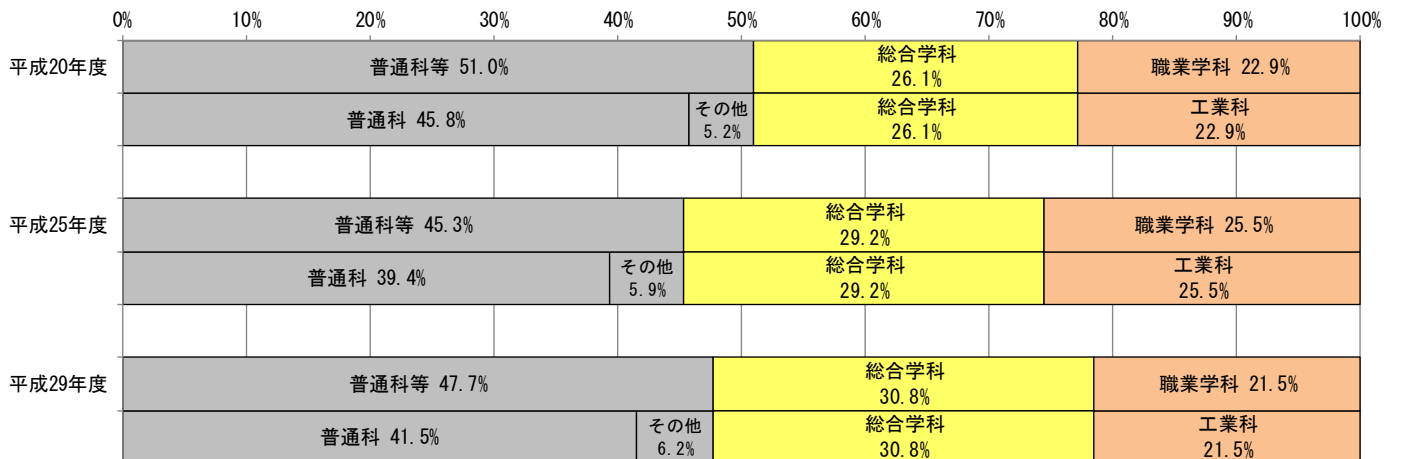 0% 10% 20% 30% 40% 50% 60% 70% 80% 90% 100%
平成20年度
普通科等 51.0%
総合学科
26.1%
職業学科 22.9%
普通科 45.8%
その他
5.2%
総合学科
26.1%
工業科
22.9%
平成25年度
普通科等 45.3%
総合学科
29.2%
職業学科 25.5%
普通科 39.4%
その他
5.9%
総合学科
29.2%
工業科
25.5%
平成29年度
普通科等 47.7%
総合学科
30.8%
職業学科 21.5%
普通科 41.5%
その他
6.2%
総合学科
30.8%
工業科
21.5%